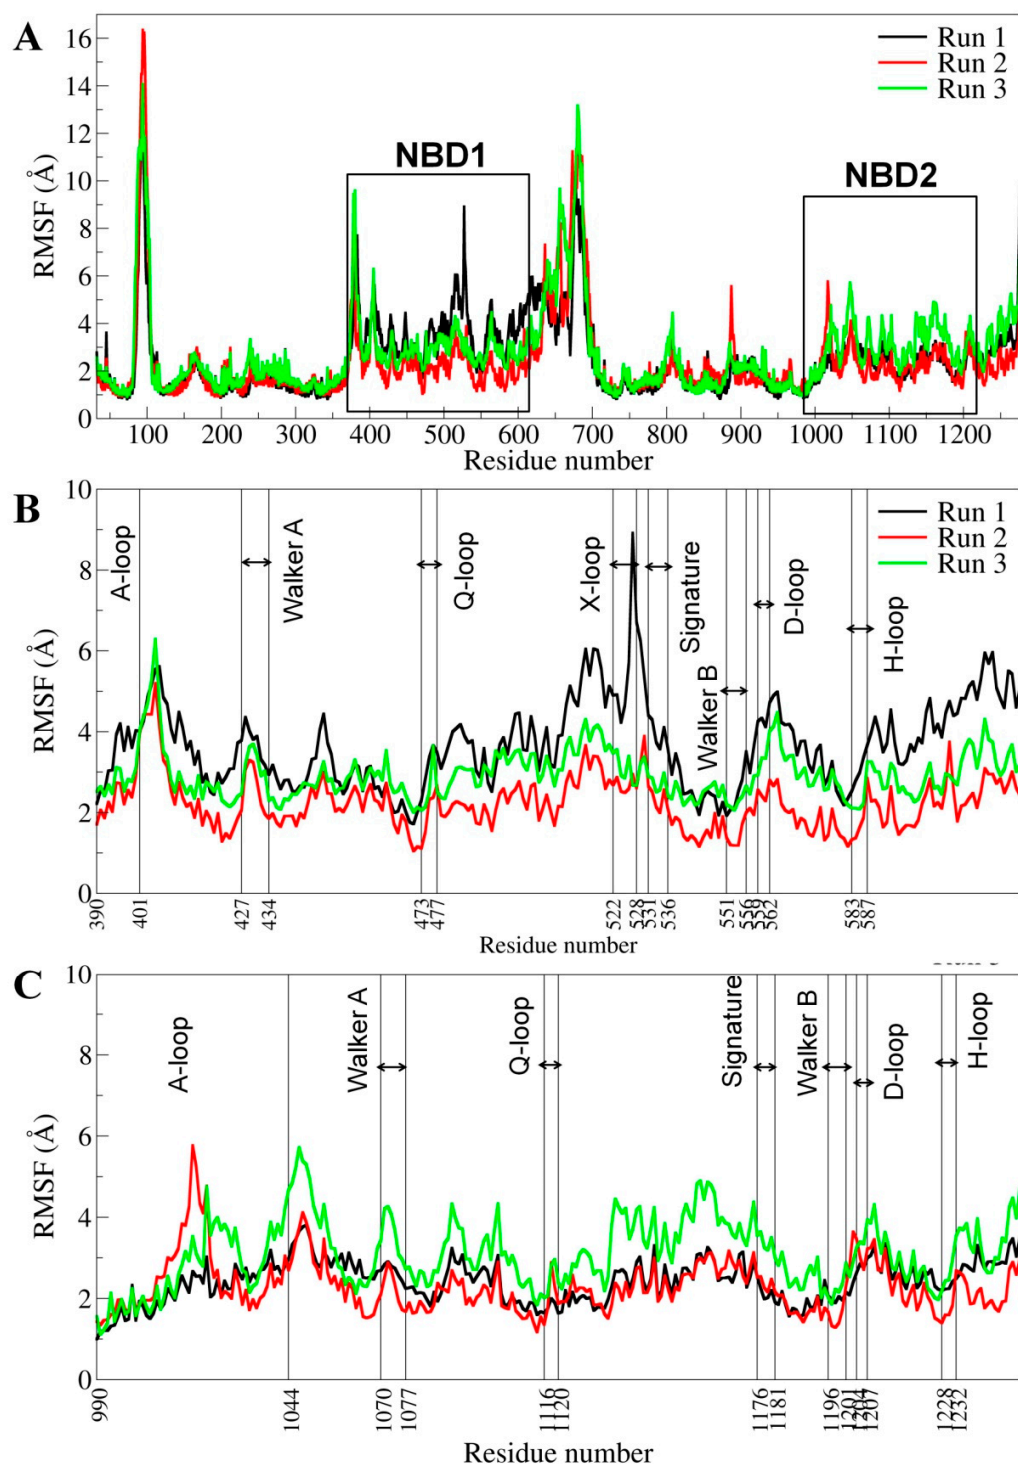 A
16
14
12
10
8
6
4
2
0
RMSF (Å)
Run 1
Run 2
Run 3
NBD1
NBD2
100 200 300 400 500 600 700 800 900 1000 1100 1200
Residue number
B
10
8
6
4
2
0
RMSF (Å)
A-loop
Walker A
Q-loop
X-loop
Signature
Walker B
D-loop
H-loop
Run 1
Run 2
Run 3
390 401 427 434 473 477 522 528 531 536 551 556 559 562 583 587
Residue number
C
10
8
6
4
2
0
RMSF (Å)
A-loop
Walker A
Q-loop
Signature
Walker B
D-loop
H-loop
990 1044 1070 1077 1116 1120 1176 1181 1196 1201 1204 1207 1228 1232
Residue number